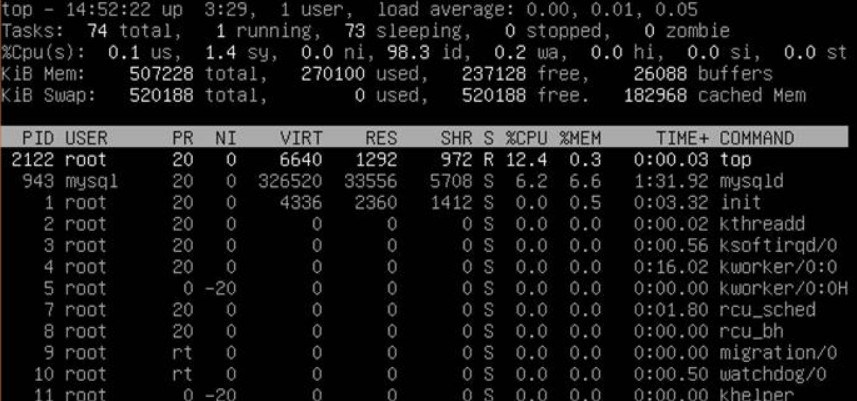 top - 14:52:22 up  3:29,  1 user,  load average: 0.00, 0.01, 0.05
Tasks:  74 total,   1 running,  73 sleeping,   0 stopped,   0 zombie
%Cpu(s):  0.1 us,  1.4 sy,  0.0 ni, 98.3 id,  0.2 wa,  0.0 hi,  0.0 si,  0.0 st
KiB Mem:    507228 total,   270100 used,   237128 free,    26088 buffers
KiB Swap:   520188 total,        0 used,   520188 free.   182968 cached Mem
PID USER      PR  NI    VIRT    RES    SHR S %CPU %MEM     TIME+ COMMAND
2122 root      20   0    6640   1292    972 R 12.4  0.3   0:00.03 top
943 mysql     20   0  326520  33556   5708 S  6.2  6.6   1:31.92 mysqld
1 root      20   0    4336   2360   1412 S  0.0  0.5   0:03.32 init
2 root      20   0       0      0      0 S  0.0  0.0   0:00.02 kthreadd
3 root      20   0       0      0      0 S  0.0  0.0   0:00.56 ksoftirqd/0
4 root      20   0       0      0      0 S  0.0  0.0   0:16.02 kworker/0:0
5 root       0 -20       0      0      0 S  0.0  0.0   0:00.00 kworker/0:0H
7 root      20   0       0      0      0 S  0.0  0.0   0:01.80 rcu_sched
8 root      20   0       0      0      0 S  0.0  0.0   0:00.00 rcu_bh
9 root      rt   0       0      0      0 S  0.0  0.0   0:00.00 migration/0
10 root      rt   0       0      0      0 S  0.0  0.0   0:00.50 watchdog/0
11 root       0 -20       0      0      0 S  0.0  0.0   0:00.00 khelper